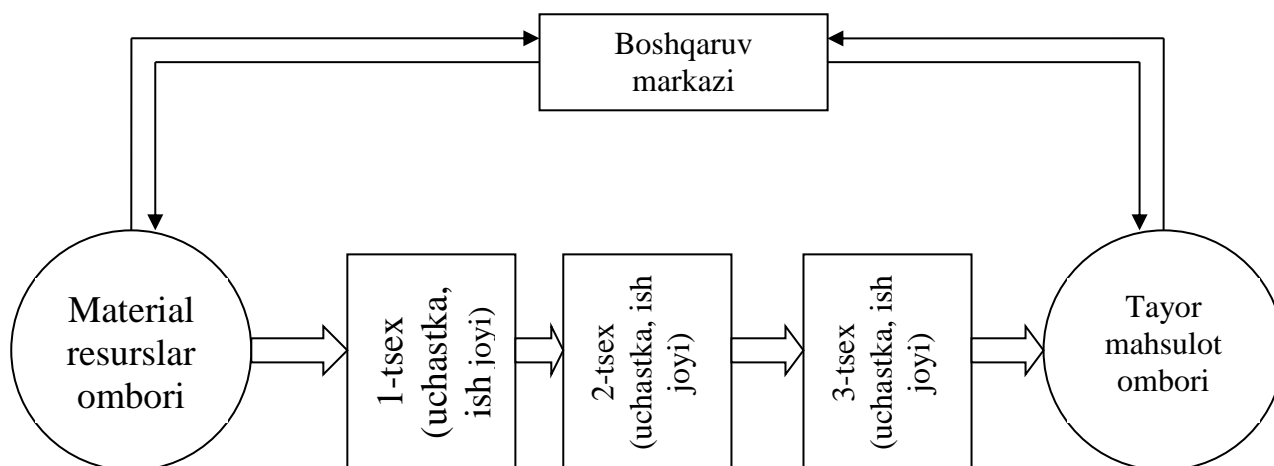 Boshqaruv
markazi
Material
resurslar
ombori
1-tsex
(uchastka,
ish joyi)
2-tsex
(uchastka, ish
joyi)
3-tsex
(uchastka, ish
joyi)
Tayor
mahsulot
ombori